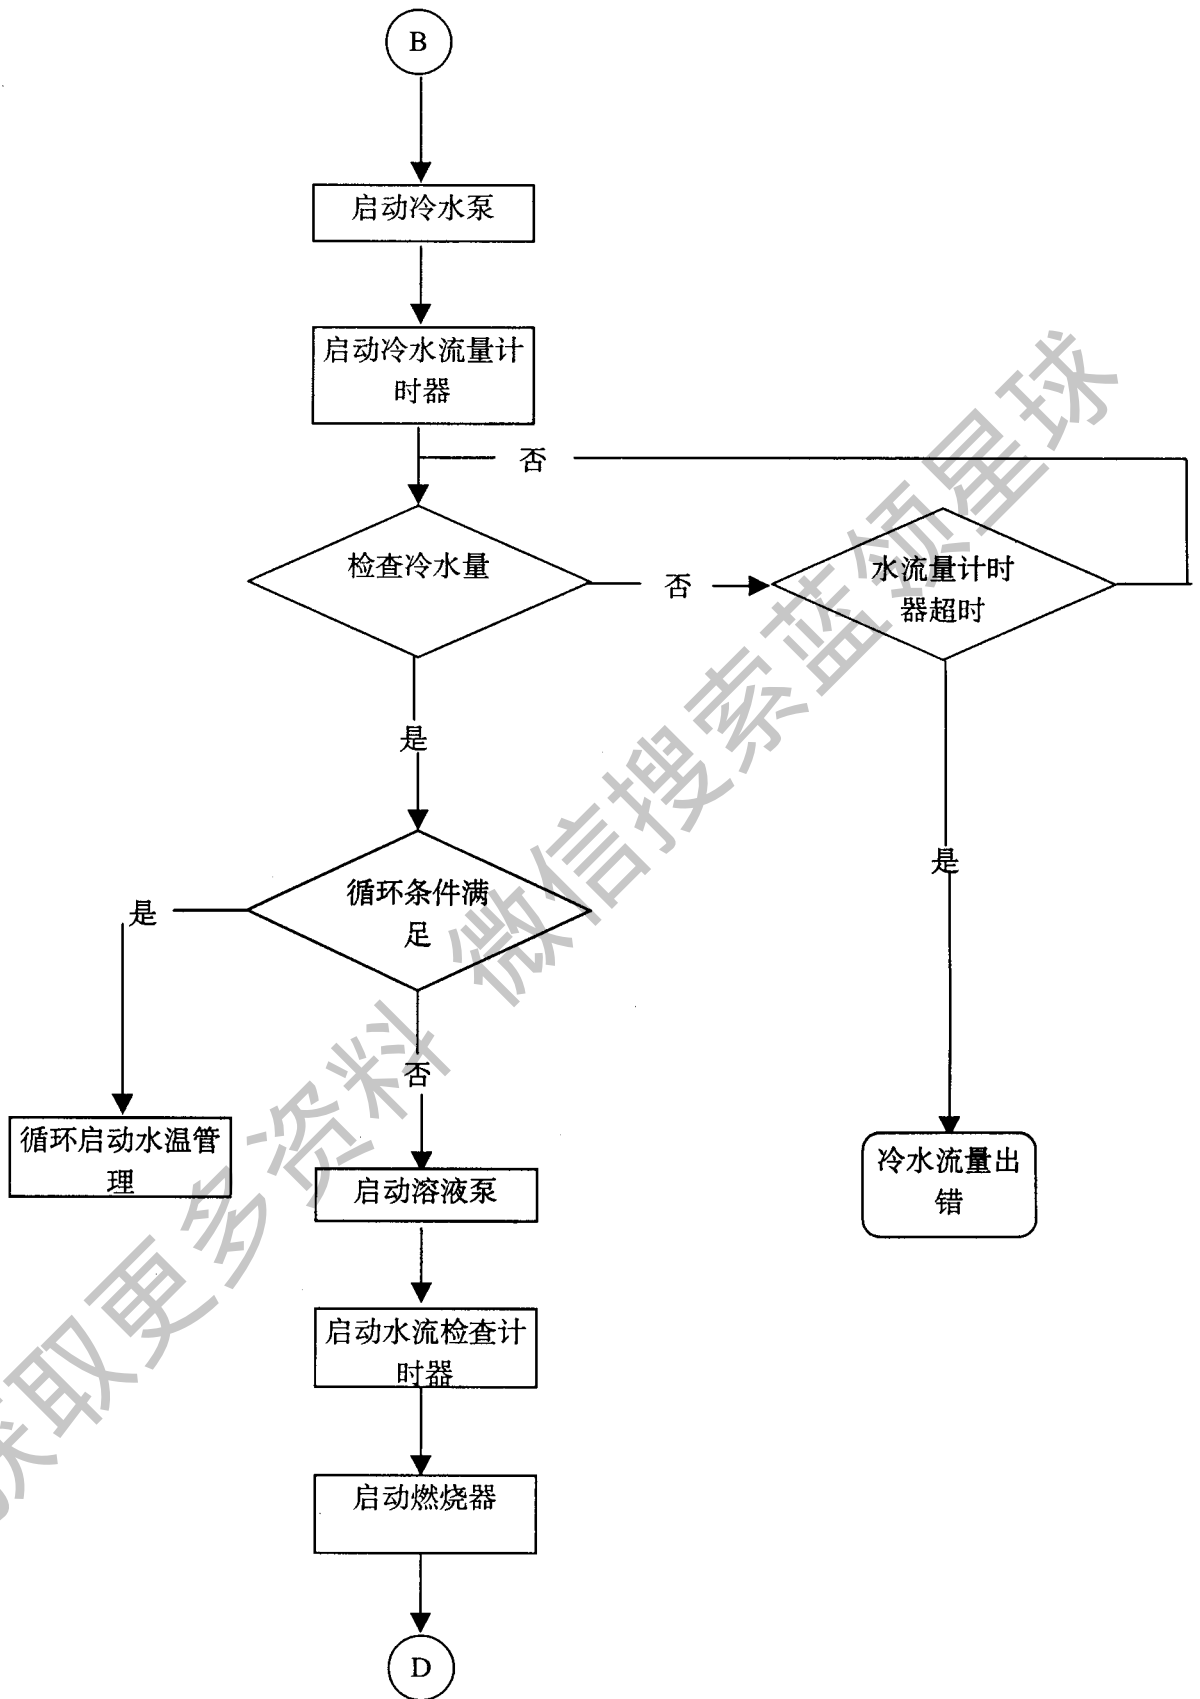 B
启动冷水泵
启动冷水流量计
时器
否
检查冷水量
否
水流量计时
器超时
是
是
循环条件满
足
是
否
循环启动水温管
理
冷水流量出
错
启动溶液泵
启动水流检查计
时器
启动燃烧器
D
获取更多资料 微信搜索蓝领星球